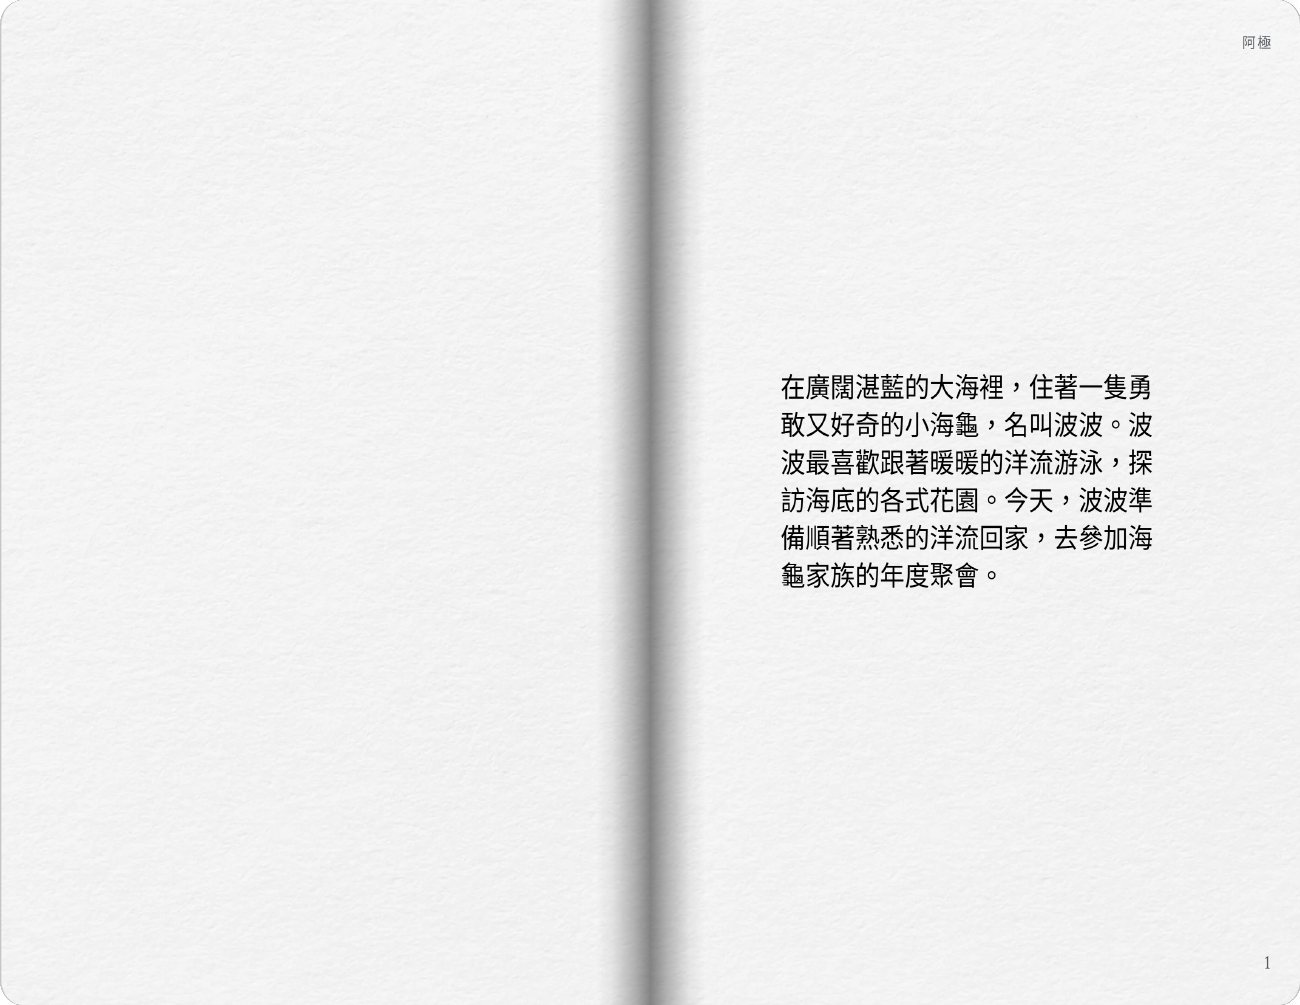 阿極
在廣闊湛藍的大海裡，住著一隻勇
敢又好奇的小海龜，名叫波波。波
波最喜歡跟著暖暖的洋流游泳，探
訪海底的各式花園。今天，波波準
備順著熟悉的洋流回家，去參加海
龜家族的年度聚會。
1